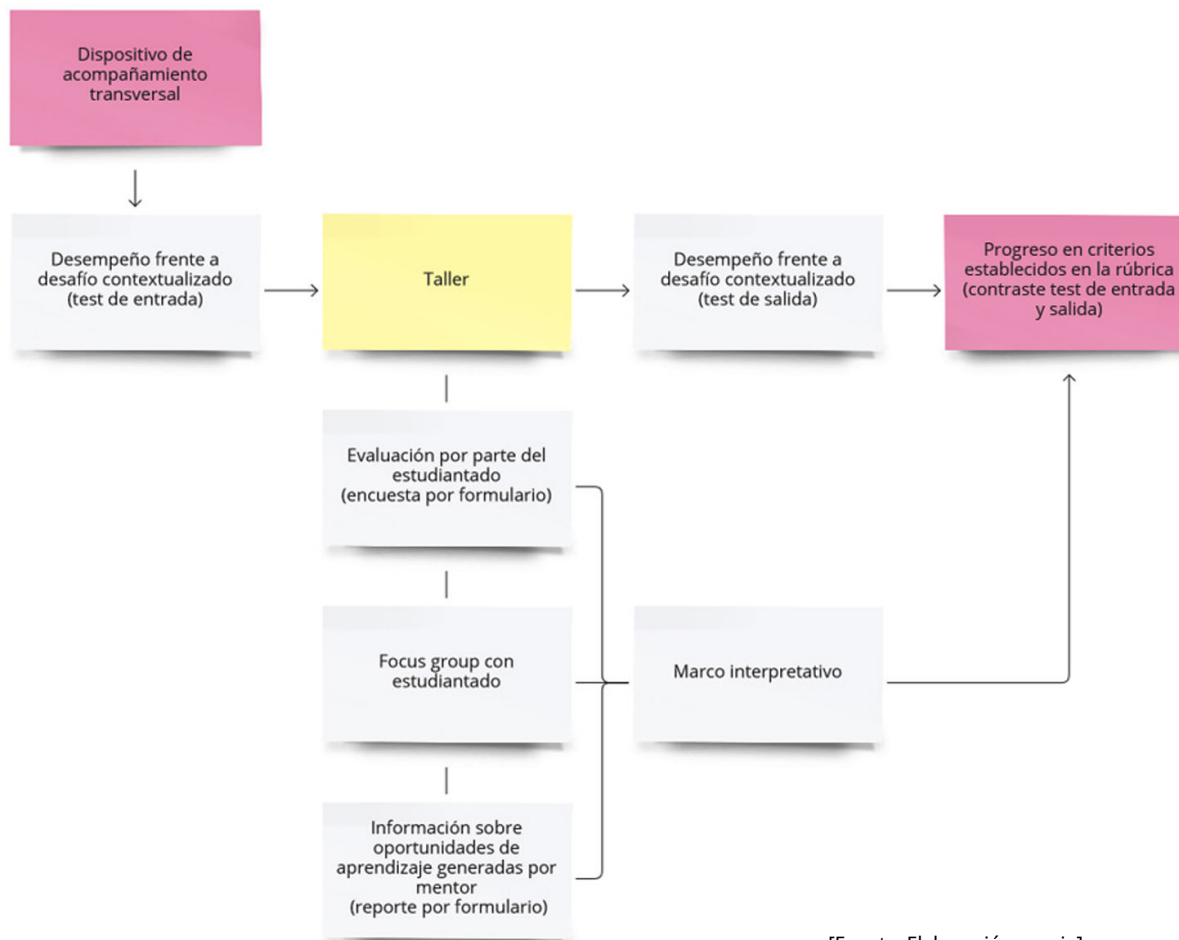 Dispositivo de
acompañamiento
transversal
Desempeño frente a
desafío contextualizado
(test de entrada)
Taller
Desempeño frente a
desafío contextualizado
(test de salida)
Progreso en criterios
establecidos en la rúbrica
(contraste test de entrada
y salida)
Evaluación por parte del
estudiantado
(encuesta por formulario)
Focus group con
estudiantado
Marco interpretativo
Información sobre
oportunidades de
aprendizaje generadas por
mentor
(reporte por formulario)